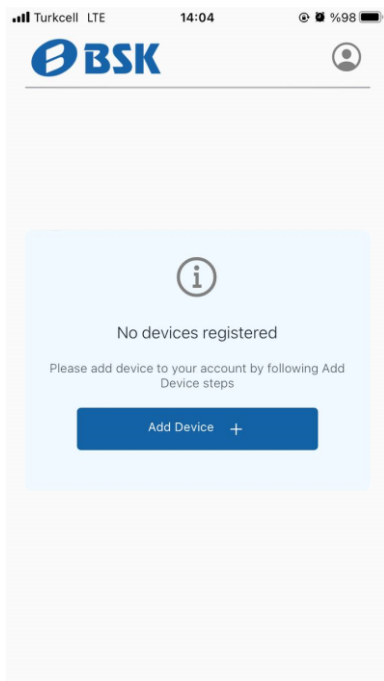 Turkcell LTE 14:04 %98
BSK
No devices registered
Please add device to your account by following Add
Device steps
Add Device +